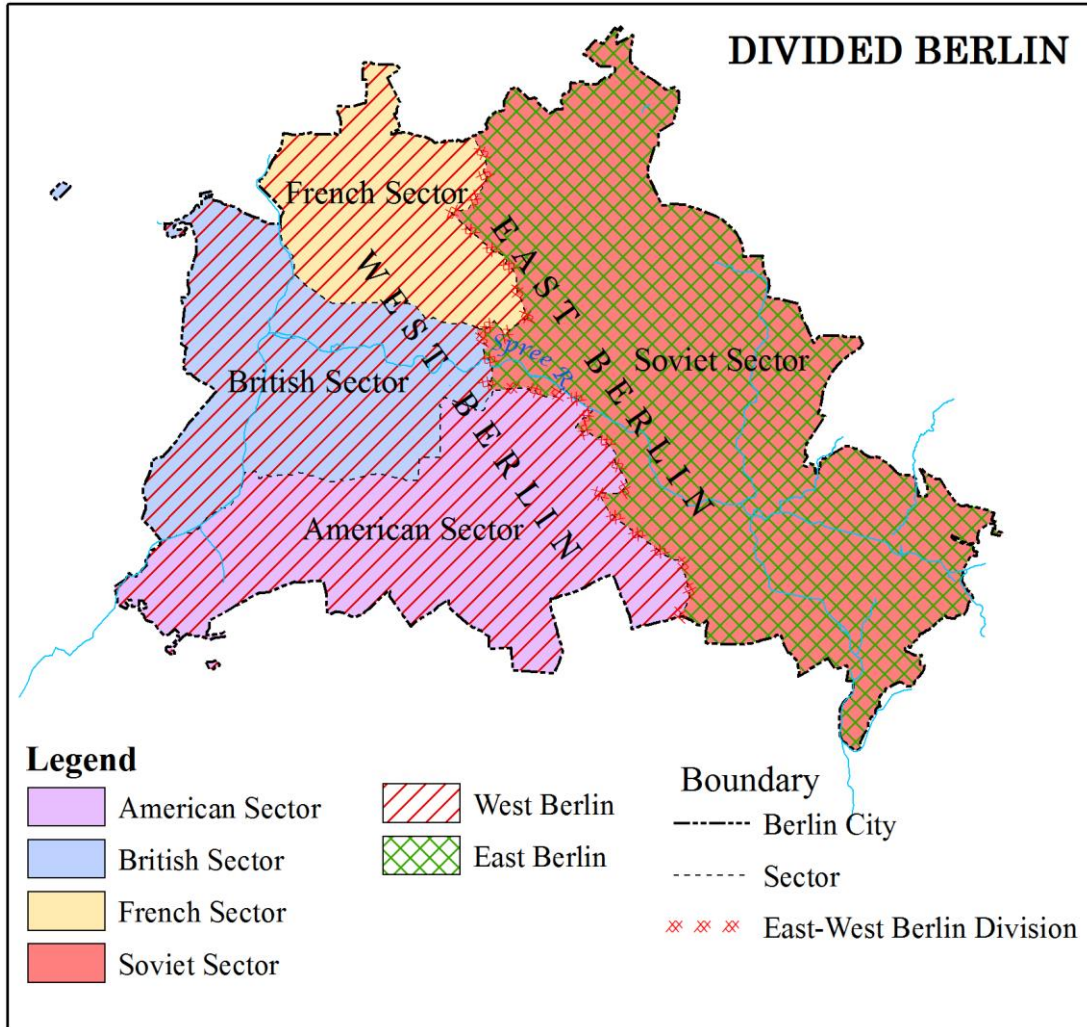 DIVIDED BERLIN
French Sector
EAST BERLIN
WEST BERLIN
Spree R.
Soviet Sector
British Sector
American Sector
Legend
American Sector
British Sector
French Sector
Soviet Sector
West Berlin
East Berlin
Boundary
Berlin City
Sector
East-West Berlin Division